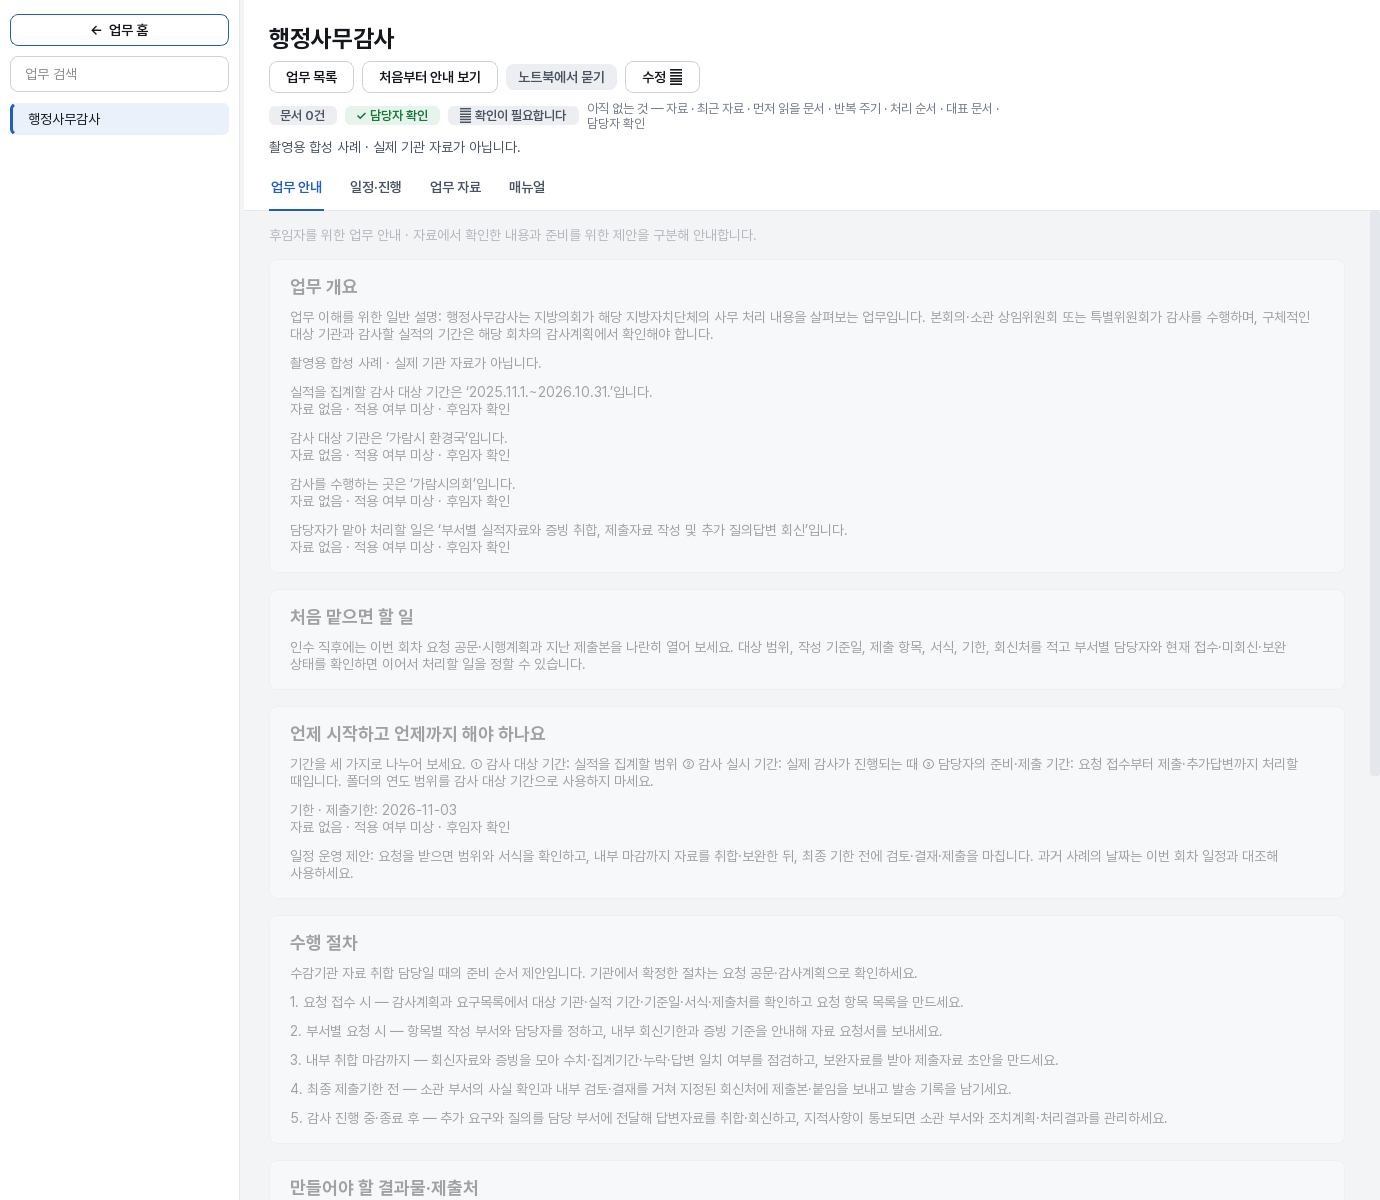 ← 업무 홈
업무 검색
행정사무감사
행정사무감사
업무 목록
처음부터 안내 보기
노트북에서 묻기
수정 ䷀
문서 0건
✓ 담당자 확인
䷀ 확인이 필요합니다
아직 없는 것 — 자료 · 최근 자료 · 먼저 읽을 문서 · 반복 주기 · 처리 순서 · 대표 문서 ·
담당자 확인
촬영용 합성 사례 · 실제 기관 자료가 아닙니다.
업무 안내
일정·진행
업무 자료
매뉴얼
후임자를 위한 업무 안내 · 자료에서 확인한 내용과 준비를 위한 제안을 구분해 안내합니다.
업무 개요
업무 이해를 위한 일반 설명: 행정사무감사는 지방의회가 해당 지방자치단체의 사무 처리 내용을 살펴보는 업무입니다. 본회의·소관 상임위원회 또는 특별위원회가 감사를 수행하며, 구체적인
대상 기관과 감사할 실적의 기간은 해당 회차의 감사계획에서 확인해야 합니다.
촬영용 합성 사례 · 실제 기관 자료가 아닙니다.
실적을 집계할 감사 대상 기간은 ‘2025.11.1.~2026.10.31.’입니다.
자료 없음 · 적용 여부 미상 · 후임자 확인
감사 대상 기관은 ‘가람시 환경국’입니다.
자료 없음 · 적용 여부 미상 · 후임자 확인
감사를 수행하는 곳은 ‘가람시의회’입니다.
자료 없음 · 적용 여부 미상 · 후임자 확인
담당자가 맡아 처리할 일은 ‘부서별 실적자료와 증빙 취합, 제출자료 작성 및 추가 질의답변 회신’입니다.
자료 없음 · 적용 여부 미상 · 후임자 확인
처음 맡으면 할 일
인수 직후에는 이번 회차 요청 공문·시행계획과 지난 제출본을 나란히 열어 보세요. 대상 범위, 작성 기준일, 제출 항목, 서식, 기한, 회신처를 적고 부서별 담당자와 현재 접수·미회신·보완
상태를 확인하면 이어서 처리할 일을 정할 수 있습니다.
언제 시작하고 언제까지 해야 하나요
기간을 세 가지로 나누어 보세요. ① 감사 대상 기간: 실적을 집계할 범위 ② 감사 실시 기간: 실제 감사가 진행되는 때 ③ 담당자의 준비·제출 기간: 요청 접수부터 제출·추가답변까지 처리할
때입니다. 폴더의 연도 범위를 감사 대상 기간으로 사용하지 마세요.
기한 · 제출기한: 2026-11-03
자료 없음 · 적용 여부 미상 · 후임자 확인
일정 운영 제안: 요청을 받으면 범위와 서식을 확인하고, 내부 마감까지 자료를 취합·보완한 뒤, 최종 기한 전에 검토·결재·제출을 마칩니다. 과거 사례의 날짜는 이번 회차 일정과 대조해
사용하세요.
수행 절차
수감기관 자료 취합 담당일 때의 준비 순서 제안입니다. 기관에서 확정한 절차는 요청 공문·감사계획으로 확인하세요.
1. 요청 접수 시 — 감사계획과 요구목록에서 대상 기관·실적 기간·기준일·서식·제출처를 확인하고 요청 항목 목록을 만드세요.
2. 부서별 요청 시 — 항목별 작성 부서와 담당자를 정하고, 내부 회신기한과 증빙 기준을 안내해 자료 요청서를 보내세요.
3. 내부 취합 마감까지 — 회신자료와 증빙을 모아 수치·집계기간·누락·답변 일치 여부를 점검하고, 보완자료를 받아 제출자료 초안을 만드세요.
4. 최종 제출기한 전 — 소관 부서의 사실 확인과 내부 검토·결재를 거쳐 지정된 회신처에 제출본·붙임을 보내고 발송 기록을 남기세요.
5. 감사 진행 중·종료 후 — 추가 요구와 질의를 담당 부서에 전달해 답변자료를 취합·회신하고, 지적사항이 통보되면 소관 부서와 조치계획·처리결과를 관리하세요.
만들어야 할 결과물·제출처